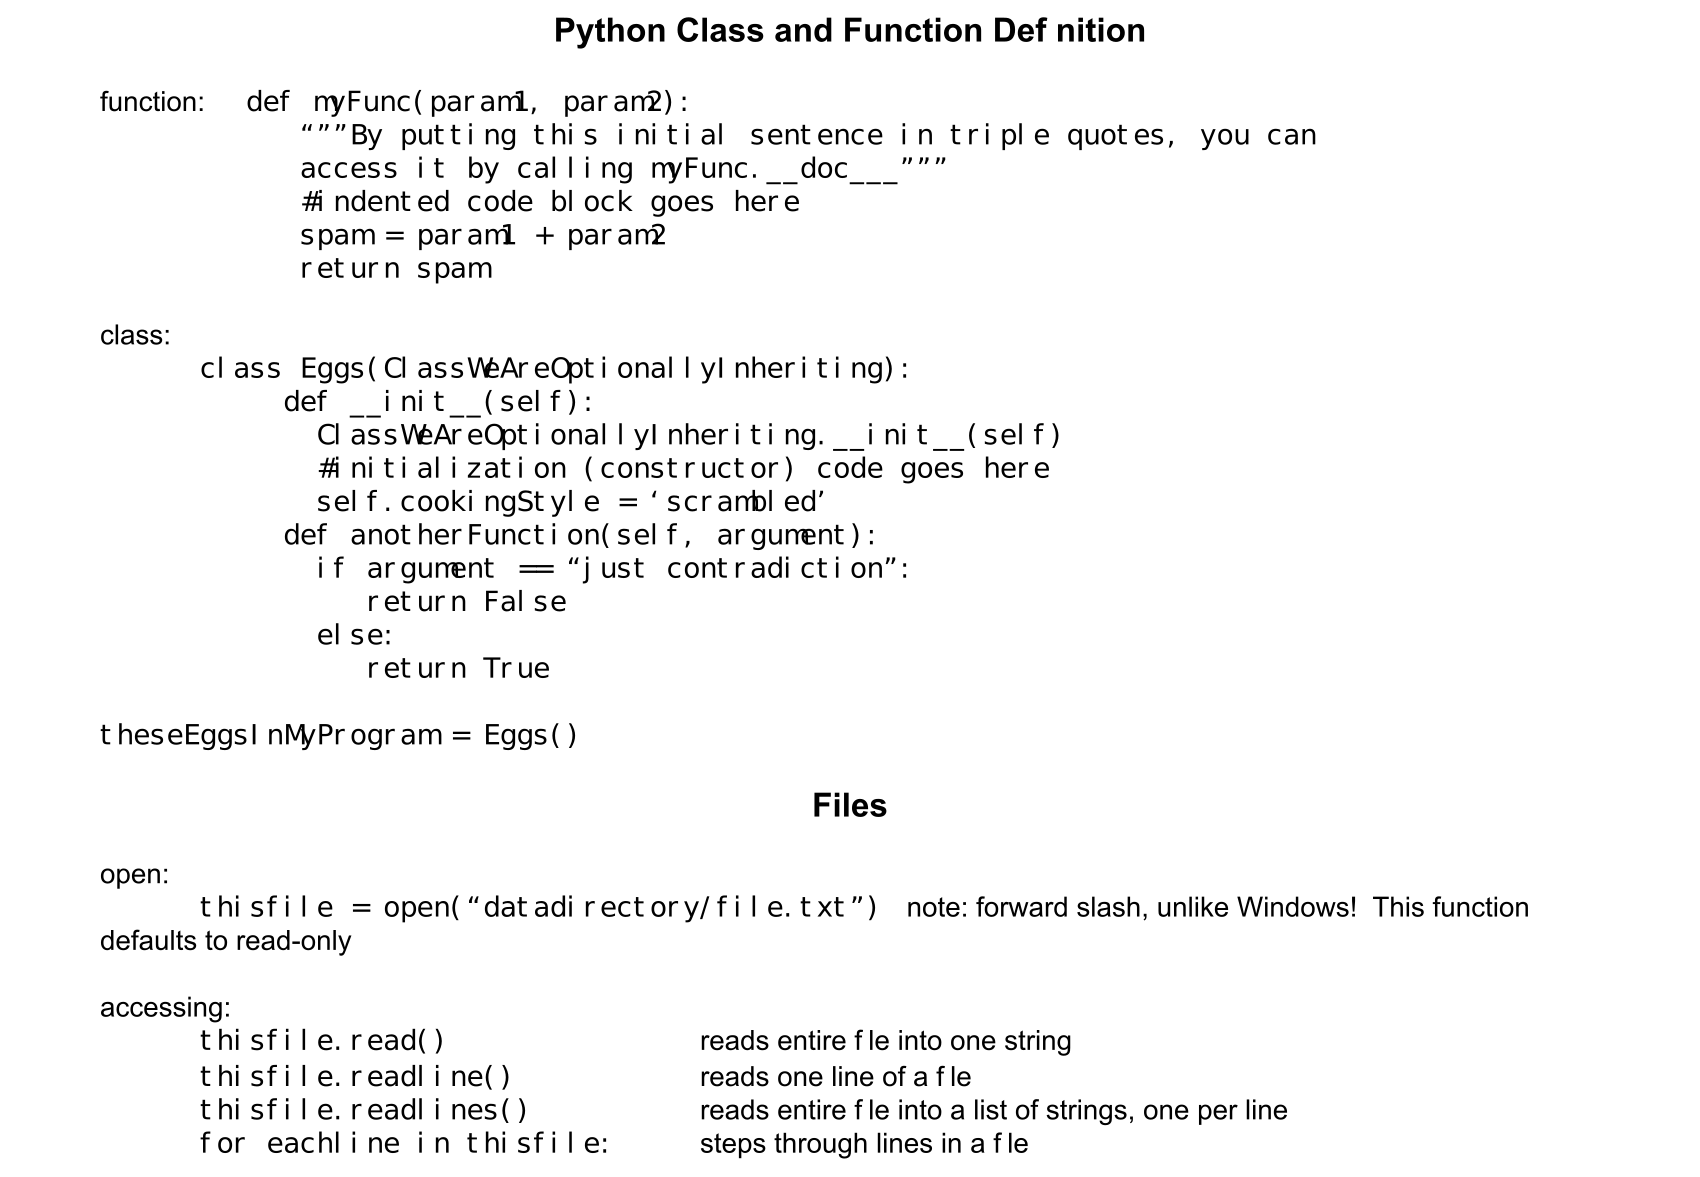 Python Class and Function Def nition
function: def myFunc(param1, param2):
“””By putting this initial sentence in triple quotes, you can
access it by calling myFunc.__doc___”””
#indented code block goes here
spam = param1 + param2
return spam
class:
class Eggs(ClassWeAreOptionallyInheriting):
def __init__(self):
ClassWeAreOptionallyInheriting.__init__(self)
#initialization (constructor) code goes here
self.cookingStyle = ‘scrambled’
def anotherFunction(self, argument):
if argument == “just contradiction”:
return False
else:
return True
theseEggsInMyProgram = Eggs()
Files
open:
thisfile = open(“datadirectory/file.txt”) note: forward slash, unlike Windows! This function
defaults to read-only
accessing:
thisfile.read() reads entire f le into one string
thisfile.readline() reads one line of a f le
thisfile.readlines() reads entire f le into a list of strings, one per line
for eachline in thisfile: steps through lines in a f le